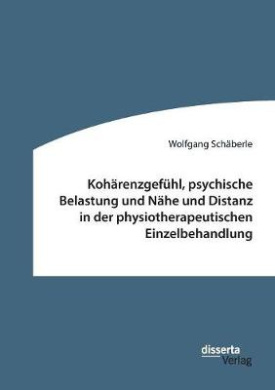 Wolfgang Schäberle
Kohärenzgefühl, psychische
Belastung und Nähe und Distanz
in der physiotherapeutischen
Einzelbehandlung
disserta
Verlag